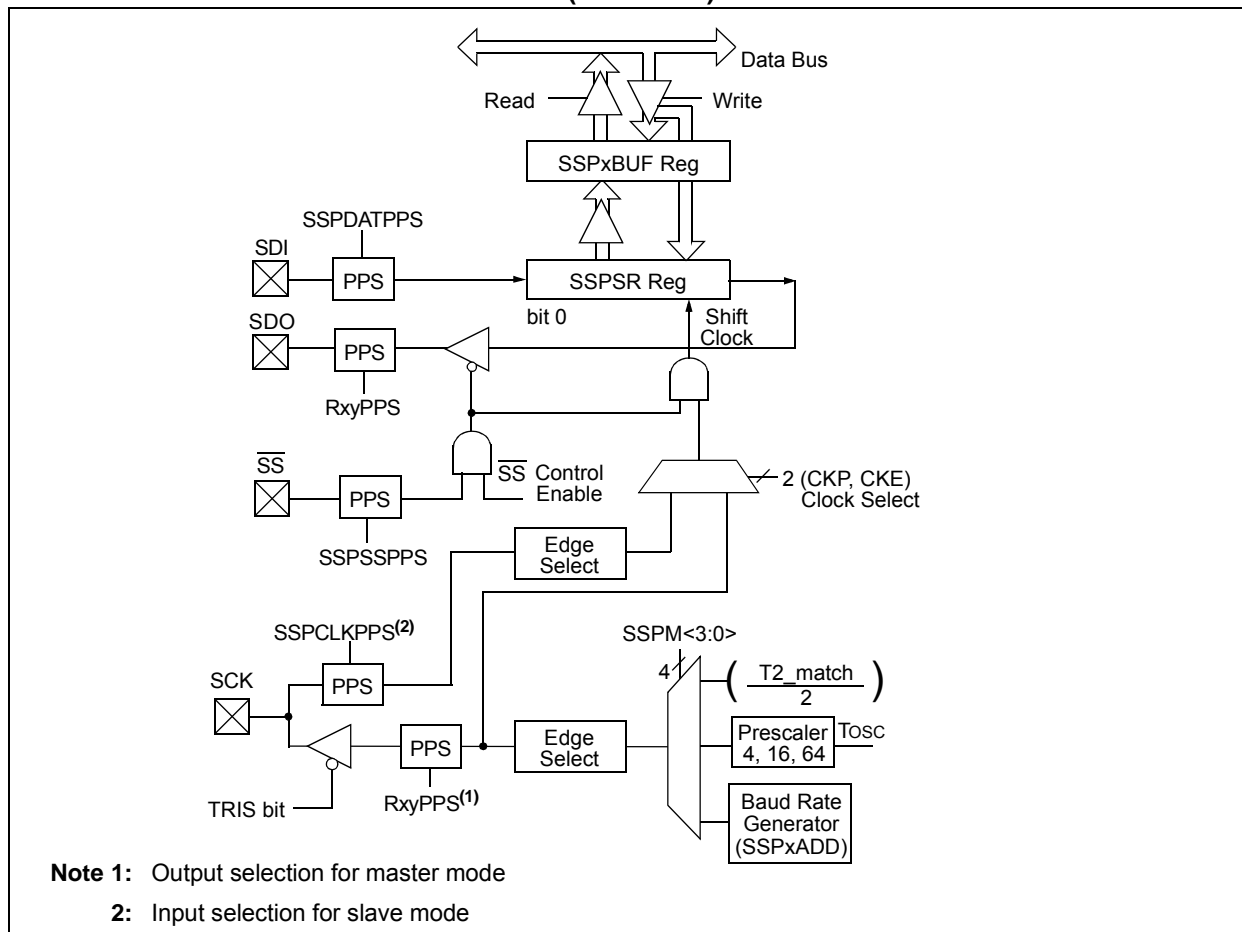 Data Bus
Read
Write
SSPxBUF Reg
SSPDATPPS
SDI
PPS
SSPSR Reg
bit 0
Shift
Clock
SDO
PPS
RxyPPS
SS
PPS
SS Control
Enable
2 (CKP, CKE)
Clock Select
SSPSSPPS
Edge
Select
SSPCLKPPS(2)
SSPM<3:0>
4
PPS
SCK
( T2_match
2 )
PPS
Edge
Select
Prescaler
4, 16, 64
TOSC
TRIS bit
RxyPPS(1)
Baud Rate
Generator
(SSPxADD)
Note 1: Output selection for master mode
2: Input selection for slave mode